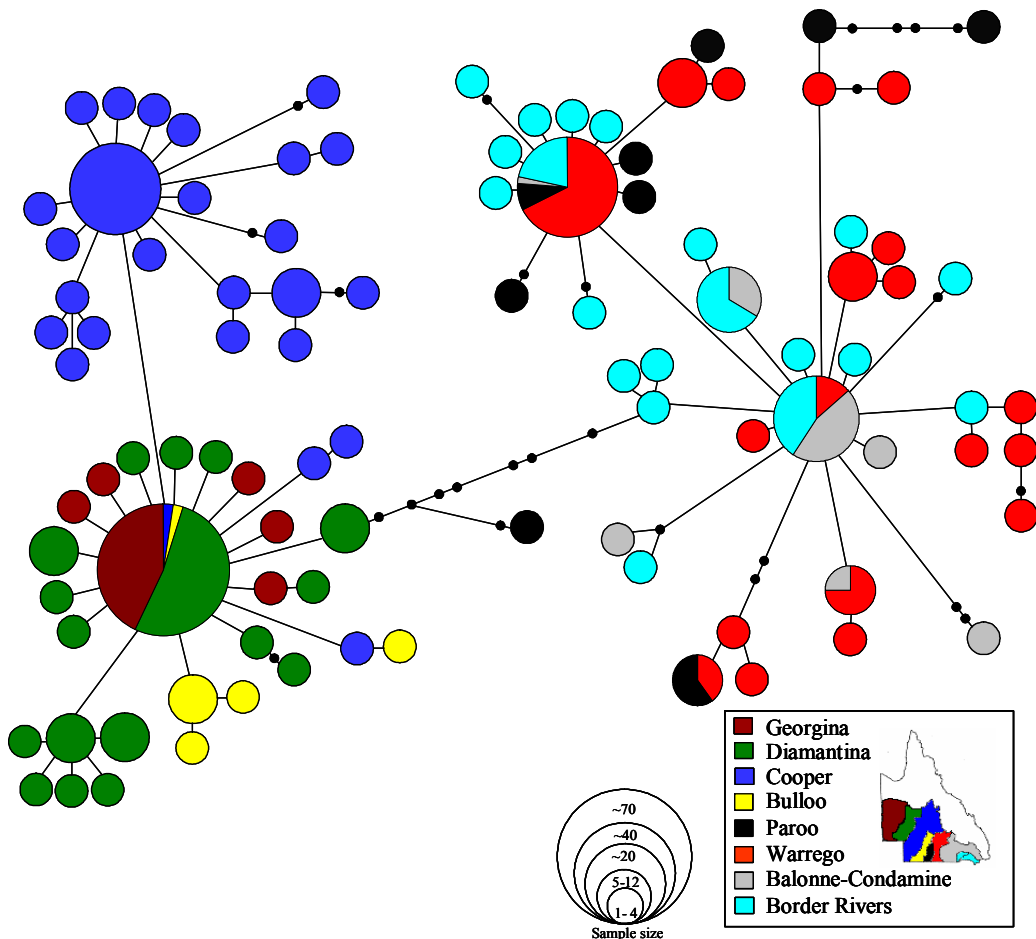 Georgina
Diamantina
Cooper
Bulloo
Paroo
Warrego
Balonne-Condamine
Border Rivers
~70
~40
~20
5-12
1- 4
Sample size